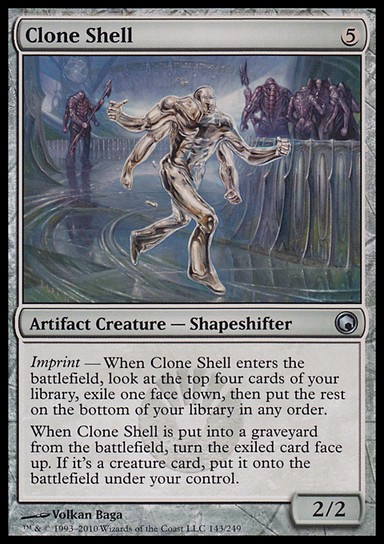 Clone Shell 5
Artifact Creature — Shapeshifter
Imprint — When Clone Shell enters the
battlefield, look at the top four cards of your
library, exile one face down, then put the rest
on the bottom of your library in any order.
When Clone Shell is put into a graveyard
from the battlefield, turn the exiled card face
up. If it's a creature card, put it onto the
battlefield under your control.
Volkan Baga
2/2
™ & © 1993–2010 Wizards of the Coast LLC 143/249